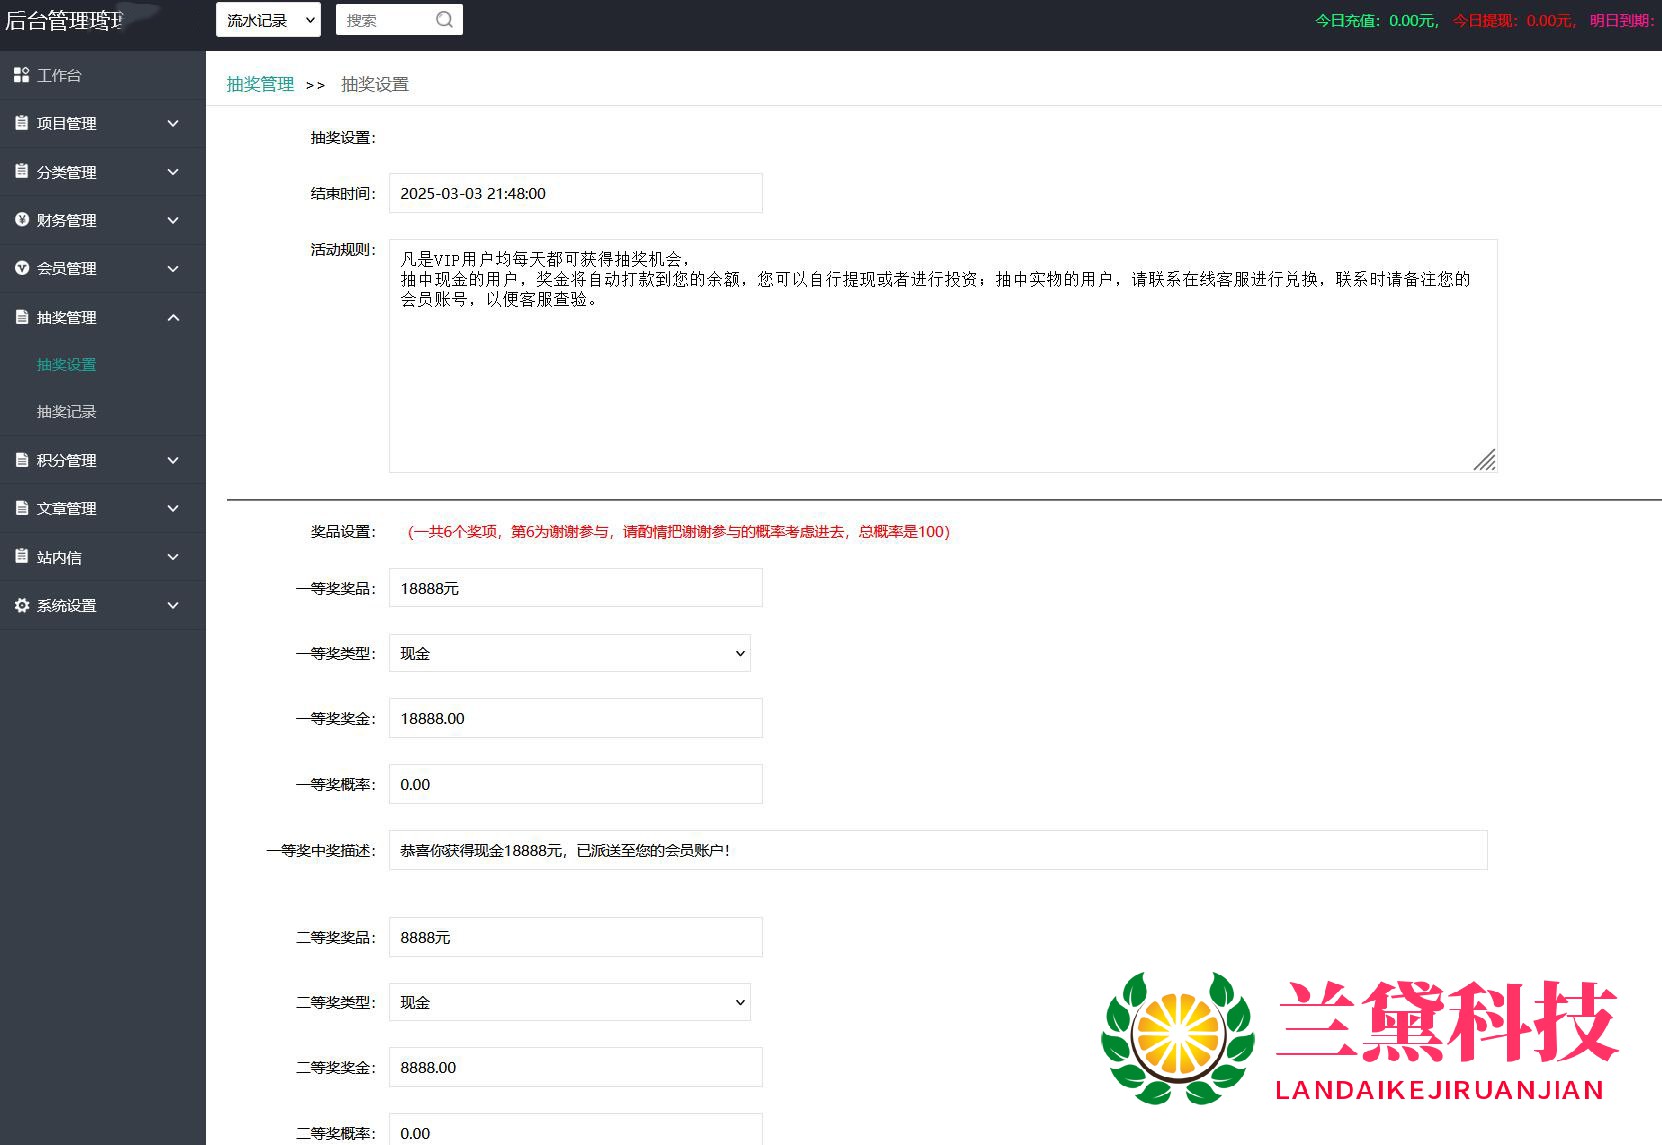 后台管理
流水记录
搜索
今日充值：0.00元， 今日提现：0.00元， 明日到期：
工作台
项目管理
分类管理
财务管理
会员管理
抽奖管理
抽奖设置
抽奖记录
积分管理
文章管理
站内信
系统设置
抽奖管理 >> 抽奖设置
抽奖设置：
结束时间： 2025-03-03 21:48:00
活动规则： 凡是VIP用户均每天都可获得抽奖机会，
抽中现金的用户，奖金将自动打款到您的余额，您可以自行提现或者进行投资；抽中实物的用户，请联系在线客服进行兑换，联系时请备注您的
会员账号，以便客服查验。
奖品设置： （一共6个奖项，第6为谢谢参与，请酌情把谢谢参与的概率考虑进去，总概率是100）
一等奖奖品： 18888元
一等奖类型： 现金
一等奖奖金： 18888.00
一等奖概率： 0.00
一等奖中奖描述： 恭喜你获得现金18888元，已派送至您的会员账户！
二等奖奖品： 8888元
二等奖类型： 现金
二等奖奖金： 8888.00
二等奖概率： 0.00
兰黛科技
LANDAIKEJIRUANJIAN